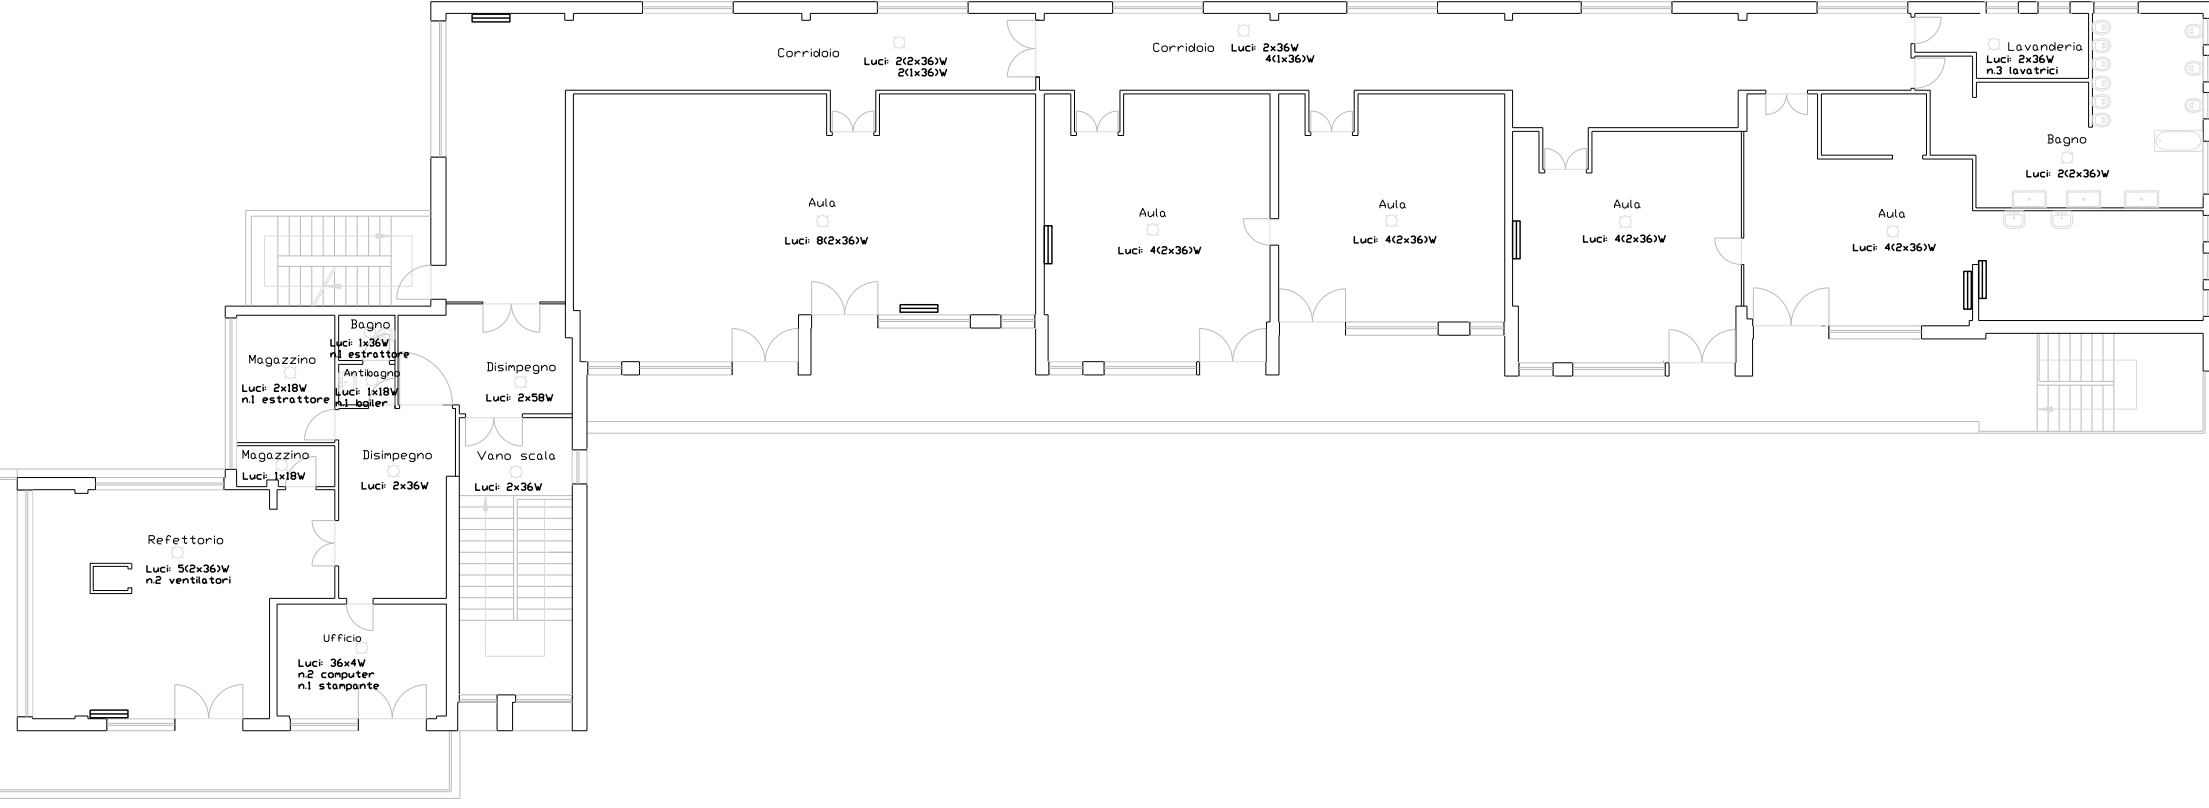 Corridoio
Luci: 2(2x36)W
2(1x36)W
Corridoio
Luci: 2x36W
4(1x36)W
Lavanderia
Luci: 2x36W
n.3 lavatrici
Bagno
Luci: 2(2x36)W
Aula
Luci: 8(2x36)W
Aula
Luci: 4(2x36)W
Aula
Luci: 4(2x36)W
Aula
Luci: 4(2x36)W
Aula
Luci: 4(2x36)W
Bagno
Luci: 1x36W
n.1 estrattore
Magazzino
Luci: 2x18W
n.1 estrattore
Antibagno
Luci: 1x18W
n.1 boiler
Disimpegno
Luci: 2x58W
Magazzino
Luci: 1x18W
Disimpegno
Luci: 2x36W
Vano scala
Luci: 2x36W
Refettorio
Luci: 5(2x36)W
n.2 ventilatori
Ufficio
Luci: 36x4W
n.2 computer
n.1 stampante